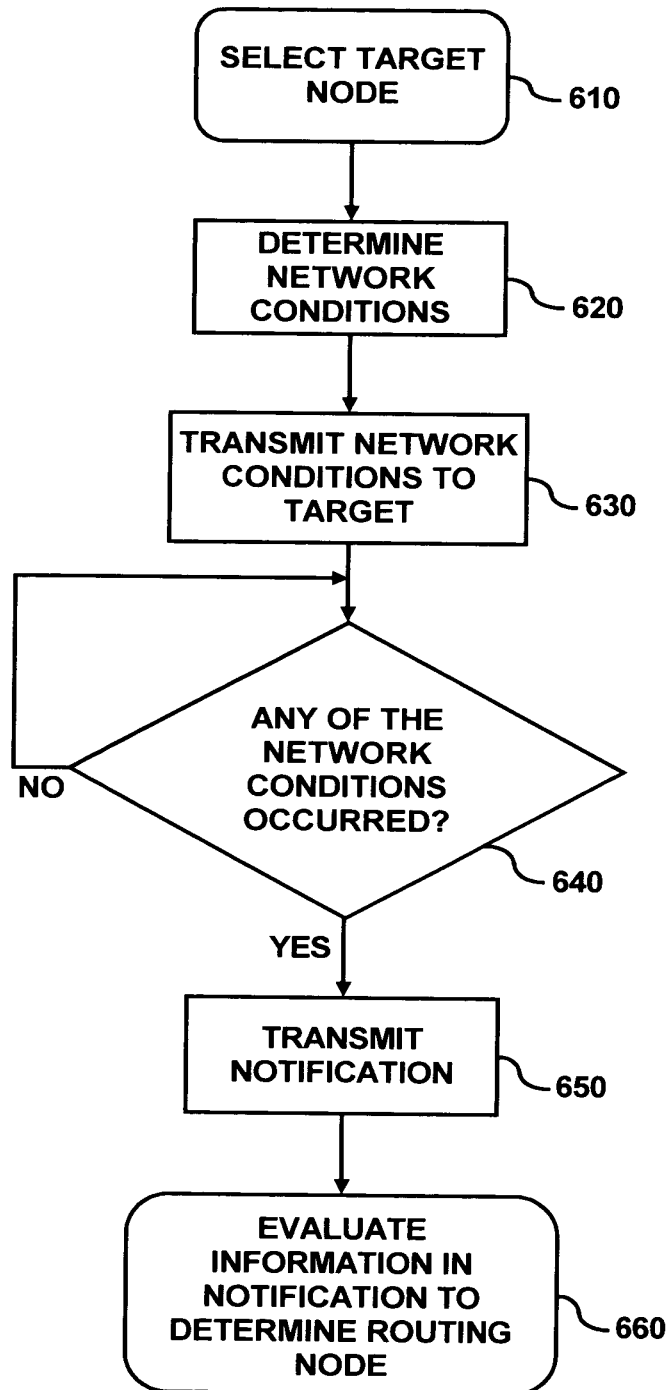 SELECT TARGET
NODE
610
DETERMINE
NETWORK
CONDITIONS
620
TRANSMIT NETWORK
CONDITIONS TO
TARGET
630
ANY OF THE
NETWORK
CONDITIONS
OCCURRED?
NO
640
YES
TRANSMIT
NOTIFICATION
650
EVALUATE
INFORMATION IN
NOTIFICATION TO
DETERMINE ROUTING
NODE
660